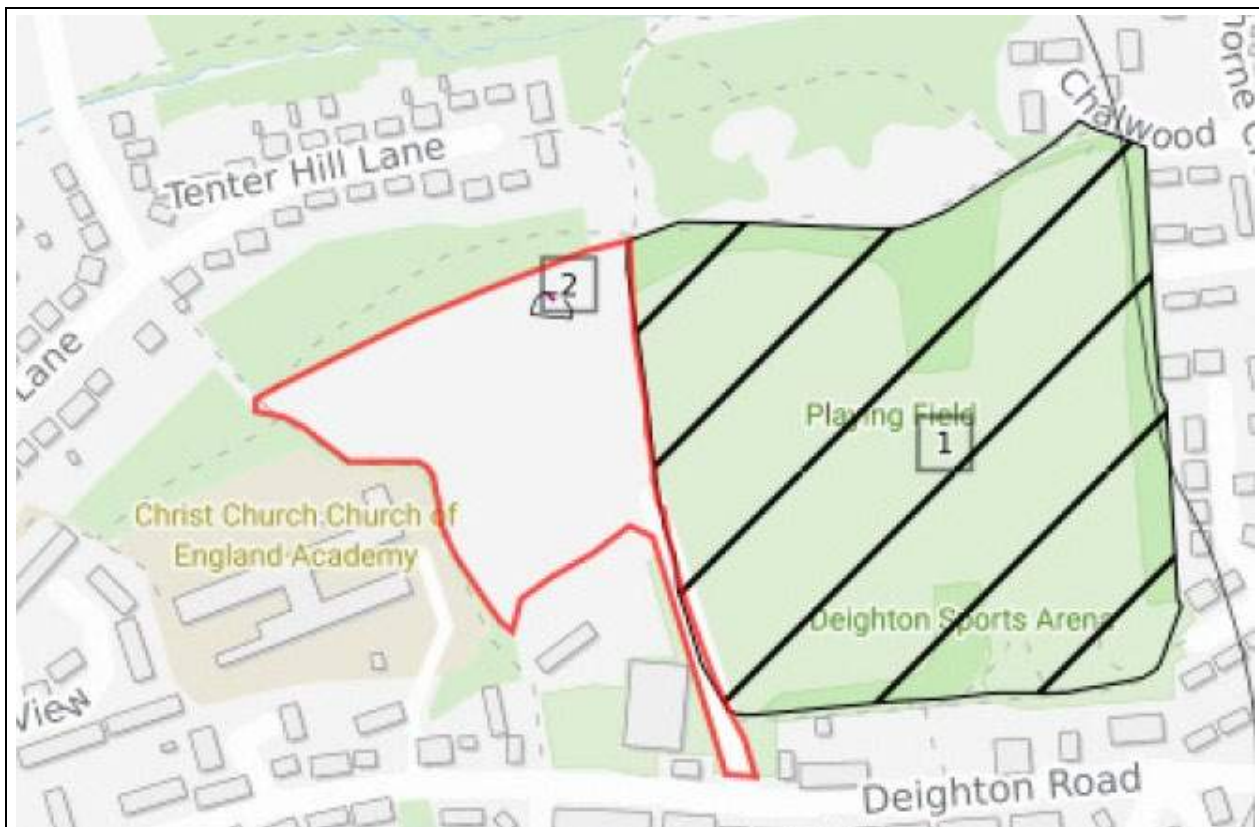 Chalwood
Tenter Hill Lane
2
Lane
Playing Field
1
Christ Church Church of
England Academy
Deighton Sports Arena
View
Deighton Road